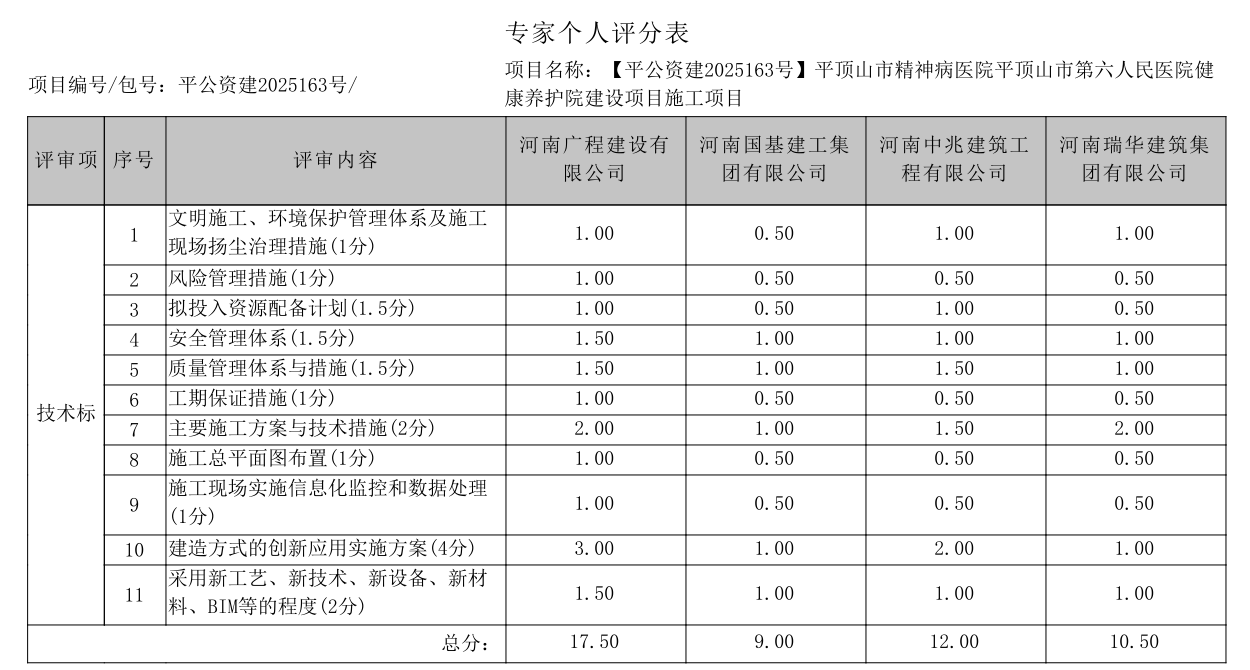 专家个人评分表
项目编号/包号：平公资建2025163号/
项目名称：【平公资建2025163号】平顶山市精神病医院平顶山市第六人民医院健
康养护院建设项目施工项目
评审项 序号 评审内容 河南广程建设有 河南国基建工集 河南中兆建筑工 河南瑞华建筑集
限公司 团有限公司 程有限公司 团有限公司
技术标
1 文明施工、环境保护管理体系及施工
现场扬尘治理措施(1分) 1.00 0.50 1.00 1.00
2 风险管理措施(1分) 1.00 0.50 0.50 0.50
3 拟投入资源配备计划(1.5分) 1.00 0.50 1.00 0.50
4 安全管理体系(1.5分) 1.50 1.00 1.00 1.00
5 质量管理体系与措施(1.5分) 1.50 1.00 1.50 1.00
6 工期保证措施(1分) 1.00 0.50 0.50 0.50
7 主要施工方案与技术措施(2分) 2.00 1.00 1.50 2.00
8 施工总平面图布置(1分) 1.00 0.50 0.50 0.50
9 施工现场实施信息化监控和数据处理
(1分) 1.00 0.50 0.50 0.50
10 建造方式的创新应用实施方案(4分) 3.00 1.00 2.00 1.00
11 采用新工艺、新技术、新设备、新材
料、BIM等的程度(2分) 1.50 1.00 1.00 1.00
总分： 17.50 9.00 12.00 10.50